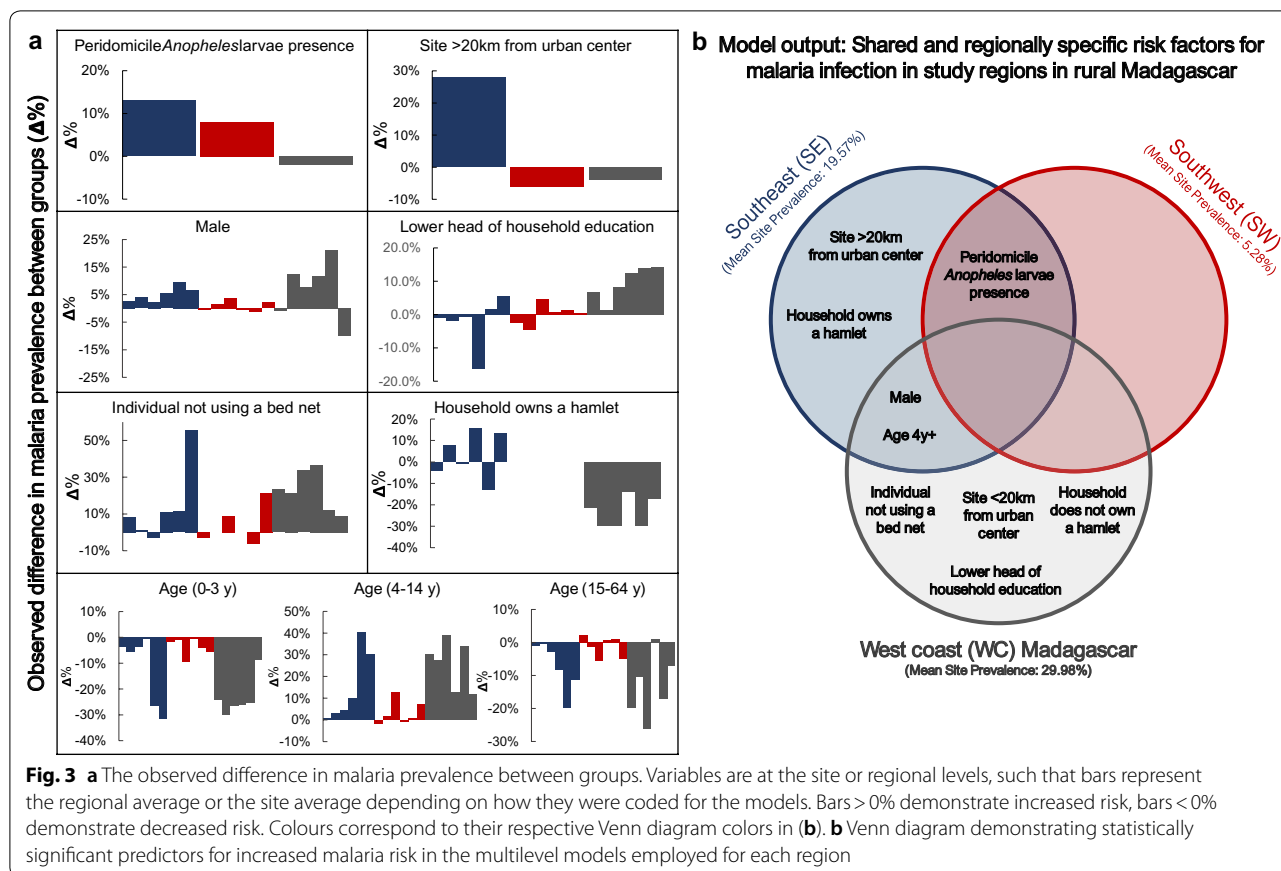 a
Observed difference in malaria prevalence between groups (Δ%)
Peridomicile Anopheles larvae presence
20%
10%
0%
-10%
Δ%
Site >20km from urban center
30%
20%
10%
0%
-10%
Δ%
Male
25%
15%
5%
-5%
-15%
-25%
Δ%
Lower head of household education
20.0%
10.0%
0.0%
-10.0%
-20.0%
Δ%
Individual not using a bed net
50%
30%
10%
-10%
Δ%
Household owns a hamlet
20%
10%
0%
-10%
-20%
-30%
-40%
Δ%
Age (0-3 y)
10%
0%
-10%
-20%
-30%
-40%
Δ%
Age (4-14 y)
50%
40%
30%
20%
10%
0%
10%
Δ%
Age (15-64 y)
10%
0%
-10%
-20%
-30%
Δ%
b Model output: Shared and regionally specific risk factors for
malaria infection in study regions in rural Madagascar
Southeast (SE)
(Mean Site Prevalence: 19.57%)
Southwest (SW)
(Mean Site Prevalence: 5.28%)
Site >20km
from urban center
Household owns
a hamlet
Peridomicile
Anopheles larvae
presence
Male
Age 4y+
Individual
not using a
bed net
Site <20km
from urban
center
Household
does not own
a hamlet
Lower head of
household education
West coast (WC) Madagascar
(Mean Site Prevalence: 29.98%)
Fig. 3 a The observed difference in malaria prevalence between groups. Variables are at the site or regional levels, such that bars represent
the regional average or the site average depending on how they were coded for the models. Bars > 0% demonstrate increased risk, bars < 0%
demonstrate decreased risk. Colours correspond to their respective Venn diagram colors in (b). b Venn diagram demonstrating statistically
significant predictors for increased malaria risk in the multilevel models employed for each region